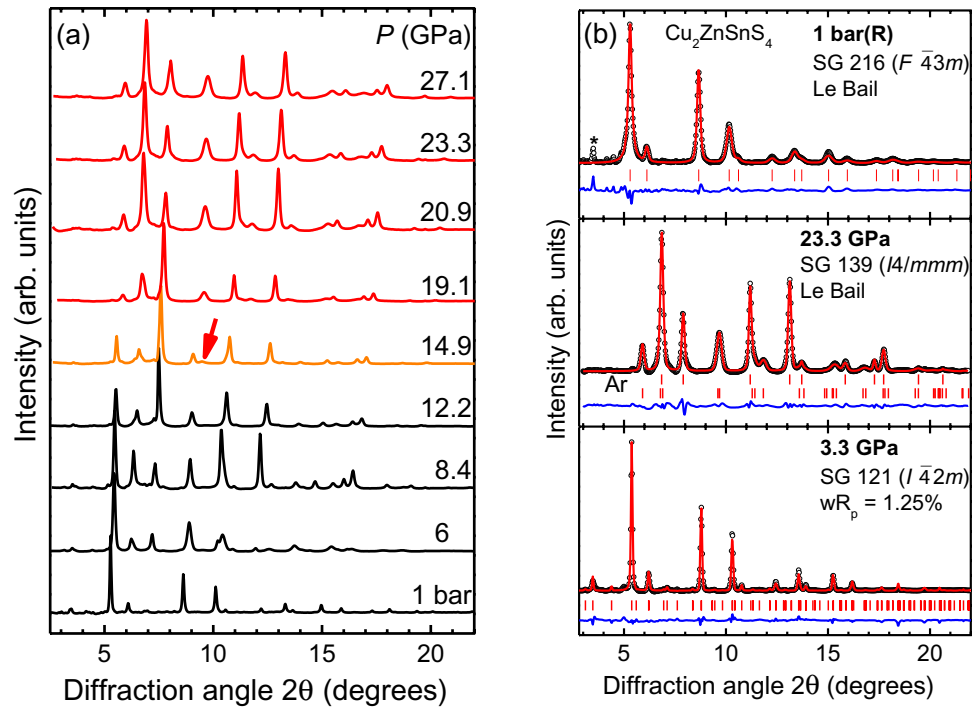 (a)
P (GPa)
27.1
23.3
20.9
19.1
14.9
12.2
8.4
6
1 bar
Intensity (arb. units)
5
10
15
20
Diffraction angle 2θ (degrees)
(b)
Cu₂ZnSnS₄
1 bar(R)
SG 216 (F 4̅3m)
Le Bail
*
23.3 GPa
SG 139 (I4/mmm)
Le Bail
Ar
3.3 GPa
SG 121 (I 4̅2m)
wRₚ = 1.25%
Intensity (arb. units)
5
10
15
20
Diffraction angle 2θ (degrees)